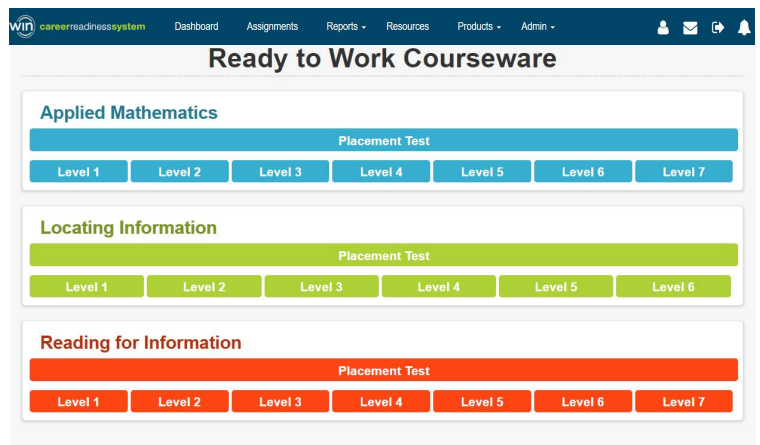 win careerreadinesssystem Dashboard Assignments Reports Resources Products Admin
Ready to Work Courseware
Applied Mathematics
Placement Test
Level 1 Level 2 Level 3 Level 4 Level 5 Level 6 Level 7
Locating Information
Placement Test
Level 1 Level 2 Level 3 Level 4 Level 5 Level 6
Reading for Information
Placement Test
Level 1 Level 2 Level 3 Level 4 Level 5 Level 6 Level 7